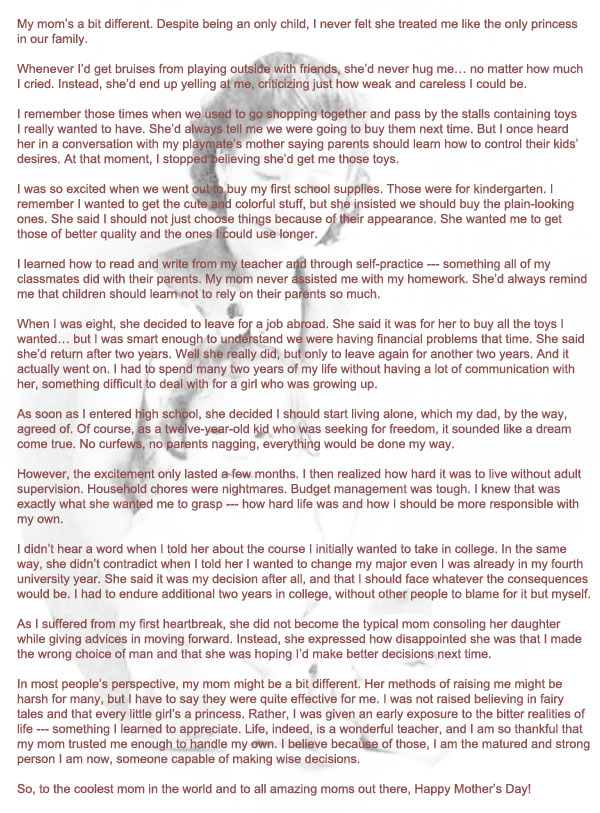 My mom's a bit different. Despite being an only child, I never felt she treated me like the only princess
in our family.
Whenever I'd get bruises from playing outside with friends, she'd never hug me… no matter how much
I cried. Instead, she'd end up yelling at me, criticizing just how weak and careless I could be.
I remember those times when we used to go shopping together and pass by the stalls containing toys
I really wanted to have. She'd always tell me we were going to buy them next time. But I once heard
her in a conversation with my playmate's mother saying parents should learn how to control their kids'
desires. At that moment, I stopped believing she'd get me those toys.
I was so excited when we went out to buy my first school supplies. Those were for kindergarten. I
remember I wanted to get the cute and colorful stuff, but she insisted we should buy the plain-looking
ones. She said I should not just choose things because of their appearance. She wanted me to get
those of better quality and the ones I could use longer.
I learned how to read and write from my teacher and through self-practice --- something all of my
classmates did with their parents. My mom never assisted me with my homework. She'd always remind
me that children should learn not to rely on their parents so much.
When I was eight, she decided to leave for a job abroad. She said it was for her to buy all the toys I
wanted… but I was smart enough to understand we were having financial problems that time. She said
she'd return after two years. Well she really did, but only to leave again for another two years. And it
actually went on. I had to spend many two years of my life without having a lot of communication with
her, something difficult to deal with for a girl who was growing up.
As soon as I entered high school, she decided I should start living alone, which my dad, by the way,
agreed of. Of course, as a twelve-year-old kid who was seeking for freedom, it sounded like a dream
come true. No curfews, no parents nagging, everything would be done my way.
However, the excitement only lasted a few months. I then realized how hard it was to live without adult
supervision. Household chores were nightmares. Budget management was tough. I knew that was
exactly what she wanted me to grasp --- how hard life was and how I should be more responsible with
my own.
I didn't hear a word when I told her about the course I initially wanted to take in college. In the same
way, she didn't contradict when I told her I wanted to change my major even I was already in my fourth
university year. She said it was my decision after all, and that I should face whatever the consequences
would be. I had to endure additional two years in college, without other people to blame for it but myself.
As I suffered from my first heartbreak, she did not become the typical mom consoling her daughter
while giving advices in moving forward. Instead, she expressed how disappointed she was that I made
the wrong choice of man and that she was hoping I'd make better decisions next time.
In most people's perspective, my mom might be a bit different. Her methods of raising me might be
harsh for many, but I have to say they were quite effective for me. I was not raised believing in fairy
tales and that every little girl's a princess. Rather, I was given an early exposure to the bitter realities of
life --- something I learned to appreciate. Life, indeed, is a wonderful teacher, and I am so thankful that
my mom trusted me enough to handle my own. I believe because of those, I am the matured and strong
person I am now, someone capable of making wise decisions.
So, to the coolest mom in the world and to all amazing moms out there, Happy Mother's Day!